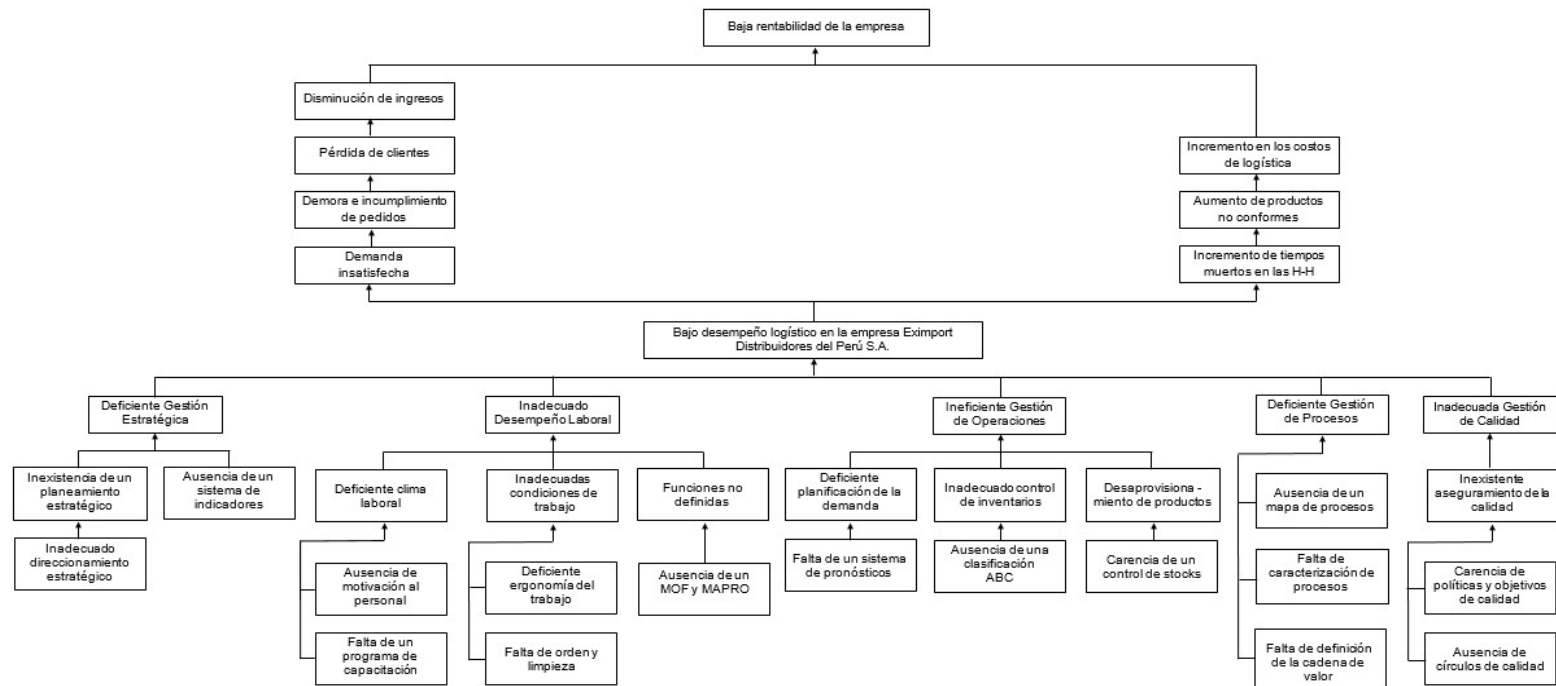 Baja rentabilidad de la empresa
Disminución de ingresos
Pérdida de clientes
Incremento en los costos
de logística
Demora e incumplimiento
de pedidos
Aumento de productos
no conformes
Demanda
insatisfecha
Incremento de tiempos
muertos en las H-H
Bajo desempeño logístico en la empresa Eximport
Distribuidores del Perú S.A.
Deficiente Gestión
Estratégica
Inadecuado
Desempeño Laboral
Ineficiente Gestión
de Operaciones
Deficiente Gestión
de Procesos
Inadecuada Gestión
de Calidad
Inexistencia de un
planeamiento
estratégico
Ausencia de un
sistema de
indicadores
Deficiente clima
laboral
Inadecuadas
condiciones de
trabajo
Funciones no
definidas
Deficiente
planificación de la
demanda
Inadecuado control
de inventarios
Desaprovisiona -
miento de productos
Ausencia de un
mapa de procesos
Inexistente
aseguramiento de la
calidad
Inadecuado
direccionamiento
estratégico
Ausencia de
motivación al
personal
Deficiente
ergonomía del
trabajo
Ausencia de un
MOF y MAPRO
Falta de un sistema
de pronósticos
Ausencia de una
clasificación
ABC
Carencia de un
control de stocks
Falta de
caracterización de
procesos
Carencia de
políticas y objetivos
de calidad
Falta de un
programa de
capacitación
Falta de orden y
limpieza
Falta de definición
de la cadena de
valor
Ausencia de
círculos de calidad